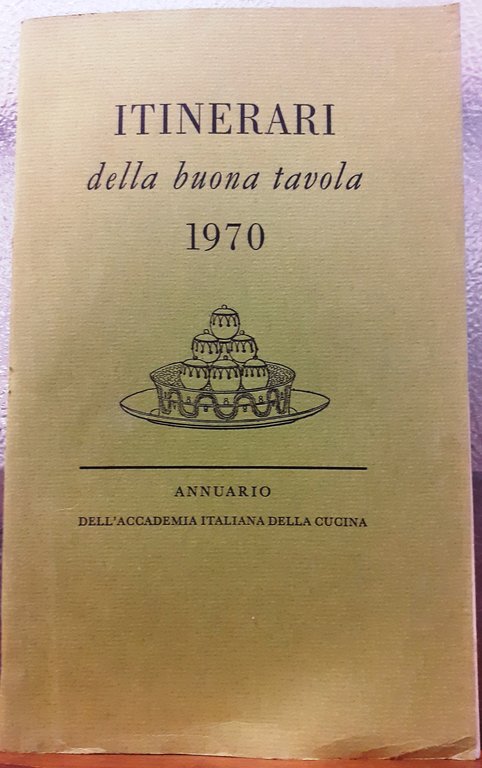 ITINERARI
della buona tavola
1970
ANNUARIO
DELL'ACCADEMIA ITALIANA DELLA CUCINA